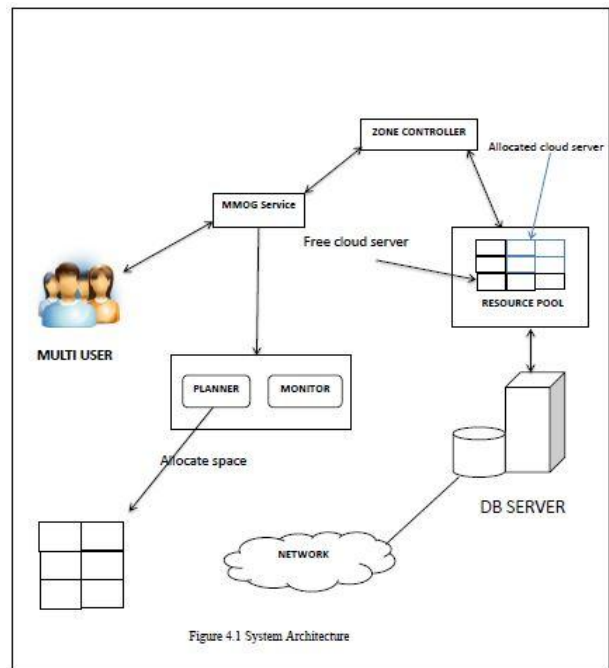 ZONE CONTROLLER
Allocated cloud server
MMOG Service
Free cloud server
RESOURCE POOL
MULTI USER
PLANNER
MONITOR
Allocate space
DB SERVER
NETWORK
Figure 4.1 System Architecture